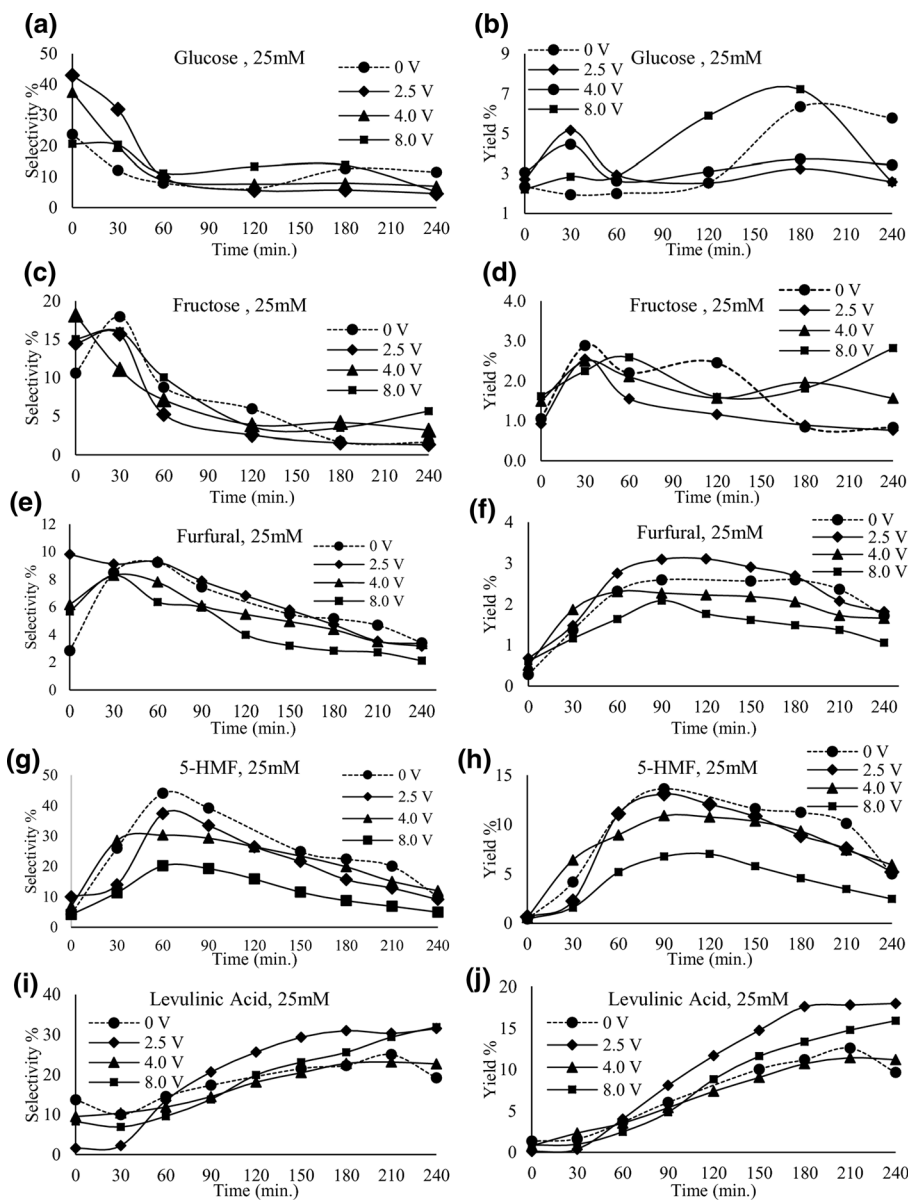 (a)
Glucose , 25mM
Selectivity %
50
40
30
20
10
0
0 30 60 90 120 150 180 210 240
Time (min.)
0 V
2.5 V
4.0 V
8.0 V
(b)
Glucose, 25mM
Yield %
9
7
5
3
1
0 30 60 90 120 150 180 210 240
Time (min.)
0 V
2.5 V
4.0 V
8.0 V
(c)
Fructose , 25mM
Selectivity %
20
15
10
5
0
0 30 60 90 120 150 180 210 240
Time (min.)
0 V
2.5 V
4.0 V
8.0 V
(d)
Fructose , 25mM
Yield %
4.0
3.0
2.0
1.0
0.0
0 30 60 90 120 150 180 210 240
Time (min.)
0 V
2.5 V
4.0 V
8.0 V
(e)
Furfural, 25mM
Selectivity %
12
10
8
6
4
2
0
0 30 60 90 120 150 180 210 240
Time (min.)
0 V
2.5 V
4.0 V
8.0 V
(f)
Furfural, 25mM
Yield %
4
3
2
1
0
0 30 60 90 120 150 180 210 240
Time (min.)
0 V
2.5 V
4.0 V
8.0 V
(g)
5-HMF, 25mM
Selectivity %
50
40
30
20
10
0
0 30 60 90 120 150 180 210 240
Time (min.)
0 V
2.5 V
4.0 V
8.0 V
(h)
5-HMF, 25mM
Yield %
15
10
5
0
0 30 60 90 120 150 180 210 240
Time (min.)
0 V
2.5 V
4.0 V
8.0 V
(i)
Levulinic Acid, 25mM
Selectivity %
40
30
20
10
0
0 30 60 90 120 150 180 210 240
Time (min.)
0 V
2.5 V
4.0 V
8.0 V
(j)
Levulinic Acid, 25mM
Yield %
20
15
10
5
0
0 30 60 90 120 150 180 210 240
Time (min.)
0 V
2.5 V
4.0 V
8.0 V